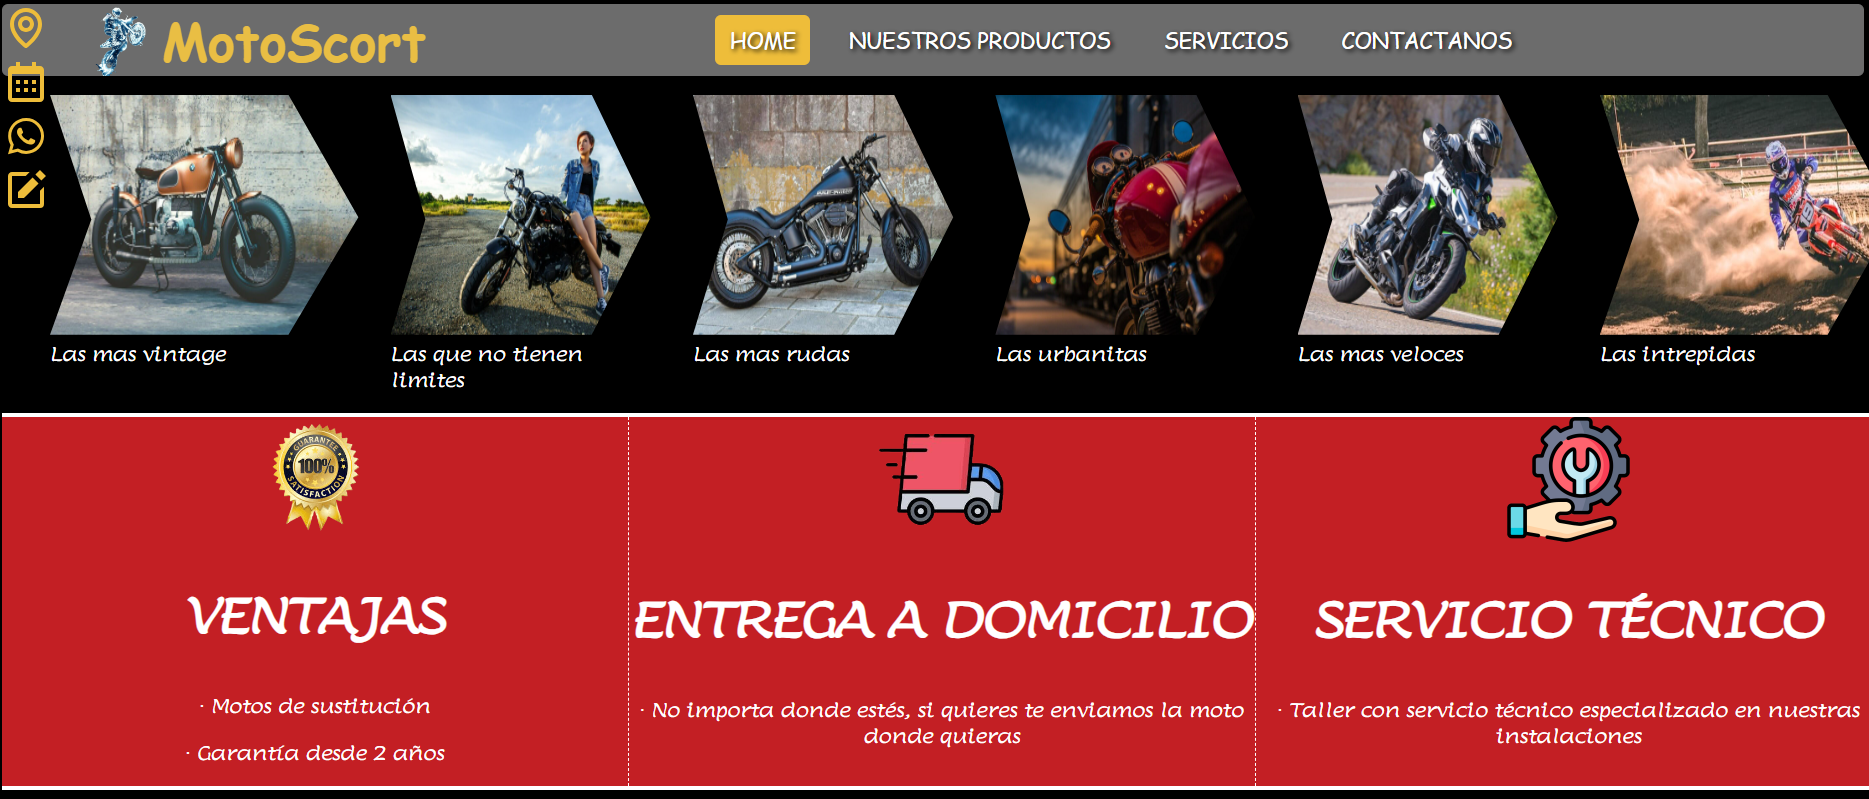 MotoScort
HOME
NUESTROS PRODUCTOS
SERVICIOS
CONTACTANOS
Las mas vintage
Las que no tienen
limites
Las mas rudas
Las urbanitas
Las mas veloces
Las intrepidas
GUARANTEE
100%
SATISFACTION
VENTAJAS
· Motos de sustitución
· Garantía desde 2 años
ENTREGA A DOMICILIO
· No importa donde estés, si quieres te enviamos la moto
donde quieras
SERVICIO TÉCNICO
· Taller con servicio técnico especializado en nuestras
instalaciones